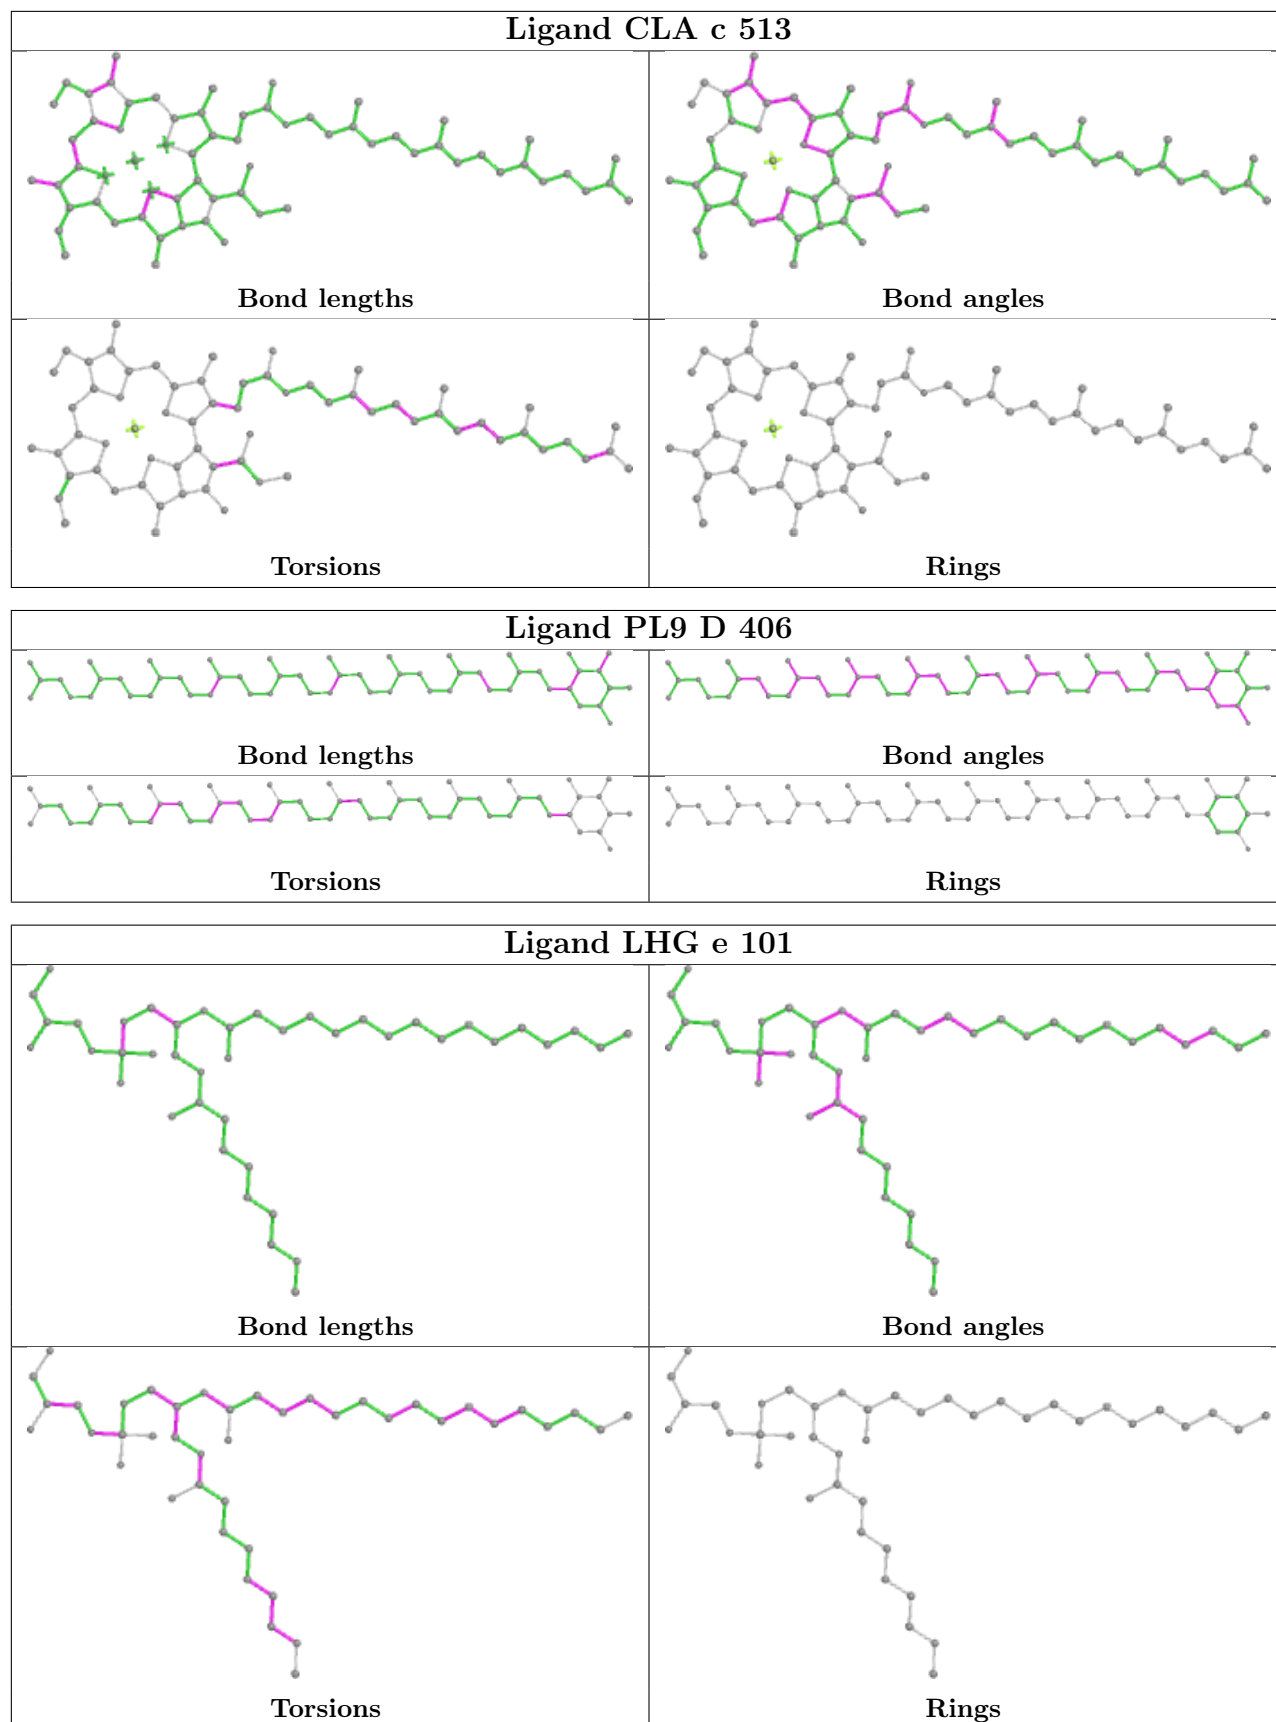 Ligand CLA c 513
Bond lengths
Bond angles
Torsions
Rings
Ligand PL9 D 406
Bond lengths
Bond angles
Torsions
Rings
Ligand LHG e 101
Bond lengths
Bond angles
Torsions
Rings